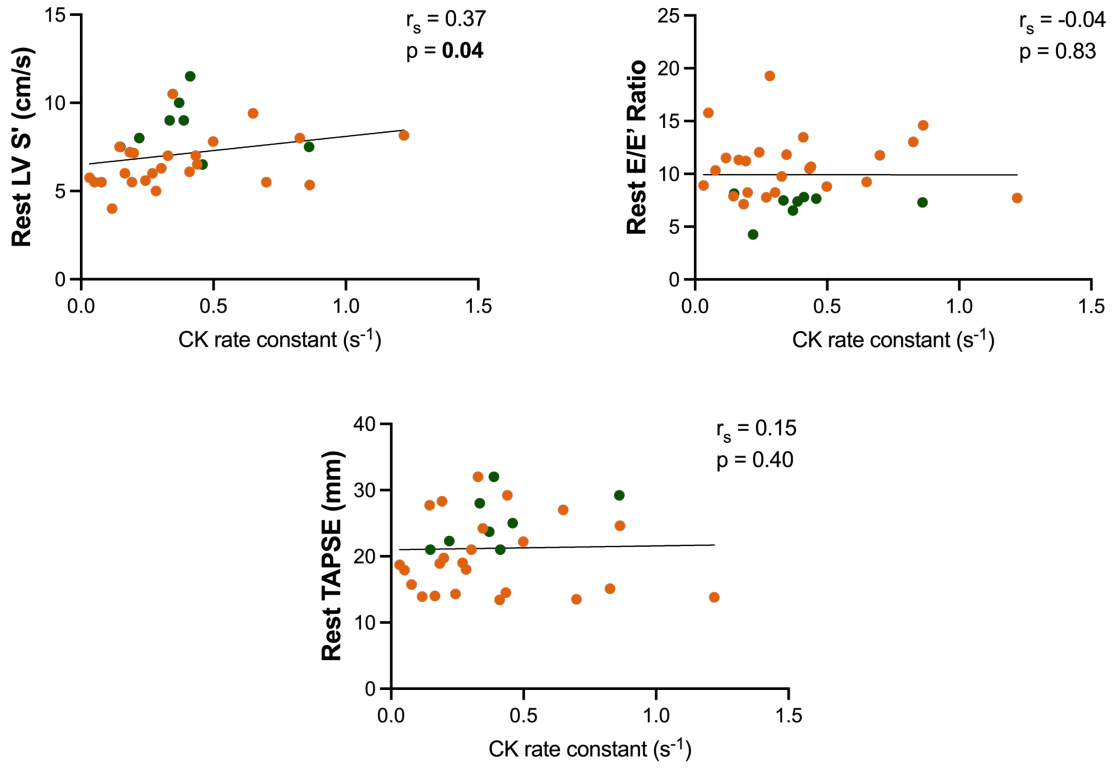 Rest LV S' (cm/s)
15
10
5
0
0.0 0.5 1.0 1.5
CK rate constant (s-1)
rs = 0.37
p = 0.04
Rest E/E' Ratio
25
20
15
10
5
0
0.0 0.5 1.0 1.5
CK rate constant (s-1)
rs = -0.04
p = 0.83
Rest TAPSE (mm)
40
30
20
10
0
0.0 0.5 1.0 1.5
CK rate constant (s-1)
rs = 0.15
p = 0.40